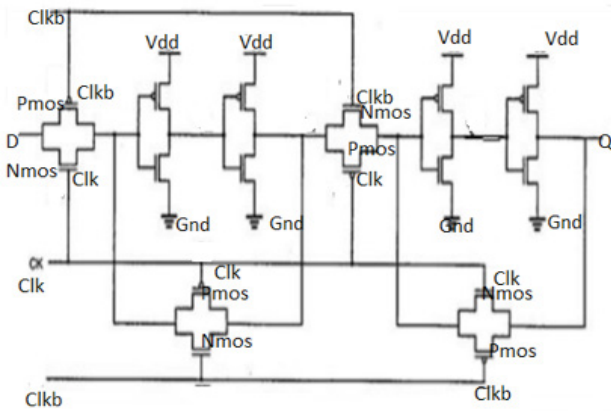 Clkb
Vdd Vdd Vdd Vdd
Pmos Clkb Clkb
Nmos
D Pmos Q
Nmos Clk Clk
Gnd Gnd Gnd Gnd
CK
Clk Clk Clk
Pmos Nmos
Nmos Pmos
Clkb Clkb